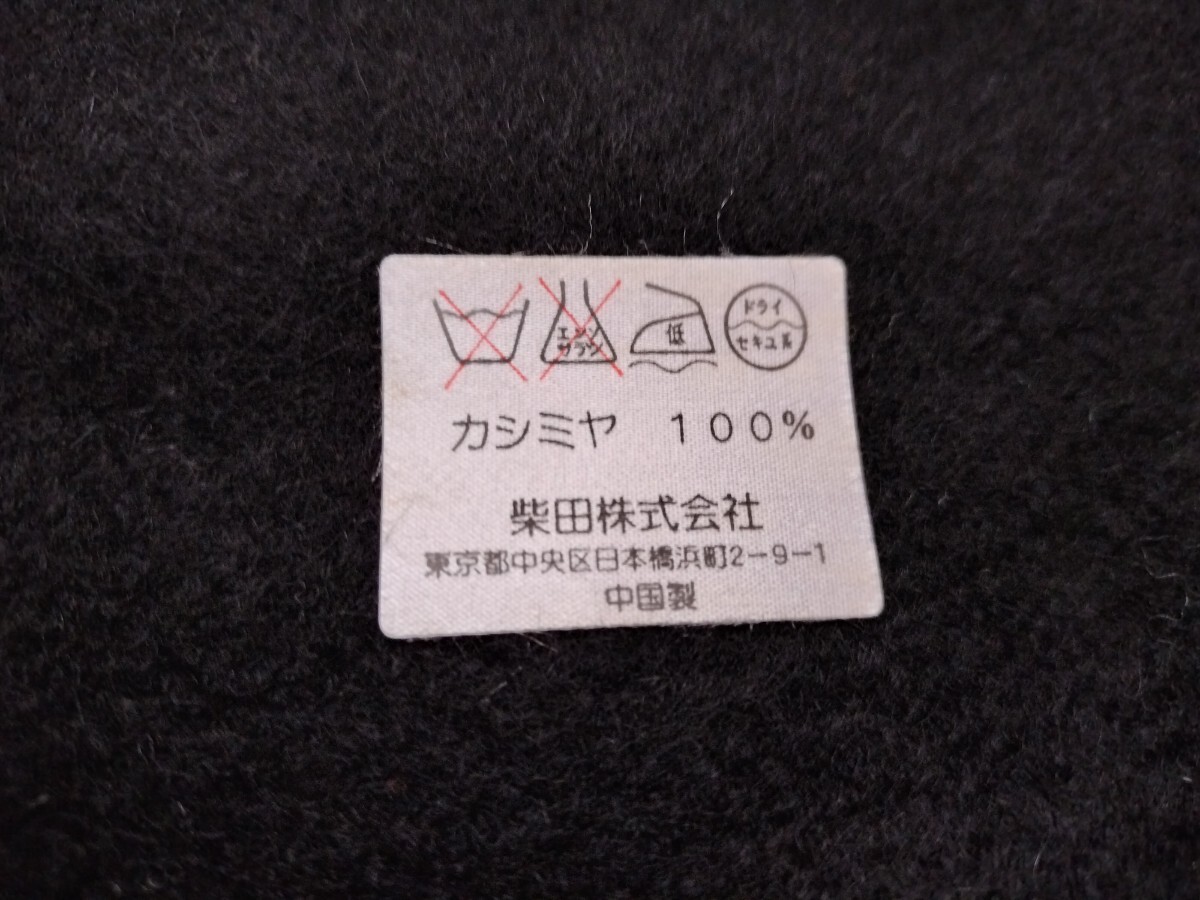 エンソ
サラシ
低
ドライ
セキユ系
カシミヤ 100%
柴田株式会社
東京都中央区日本橋浜町2-9-1
中国製